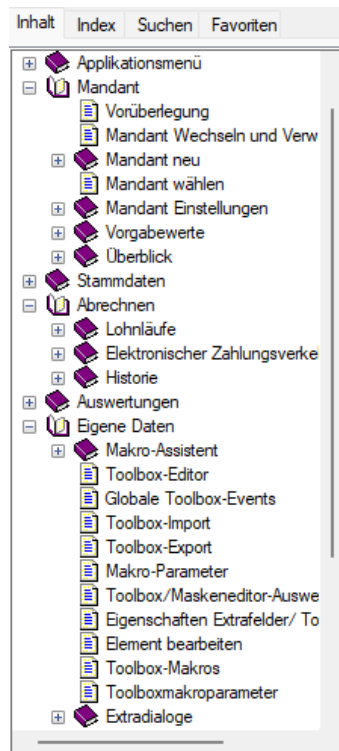 Inhalt Index Suchen Favoriten
Applikationsmenü
Mandant
Vorüberlegung
Mandant Wechseln und Verw
Mandant neu
Mandant wählen
Mandant Einstellungen
Vorgabewerte
Überblick
Stammdaten
Abrechnen
Lohnläufe
Elektronischer Zahlungsverke
Historie
Auswertungen
Eigene Daten
Makro-Assistent
Toolbox-Editor
Globale Toolbox-Events
Toolbox-Import
Toolbox-Export
Makro-Parameter
Toolbox/Maskeneditor-Auswe
Eigenschaften Extrafelder/ To
Element bearbeiten
Toolbox-Makros
Toolboxmakroparameter
Extradialoge